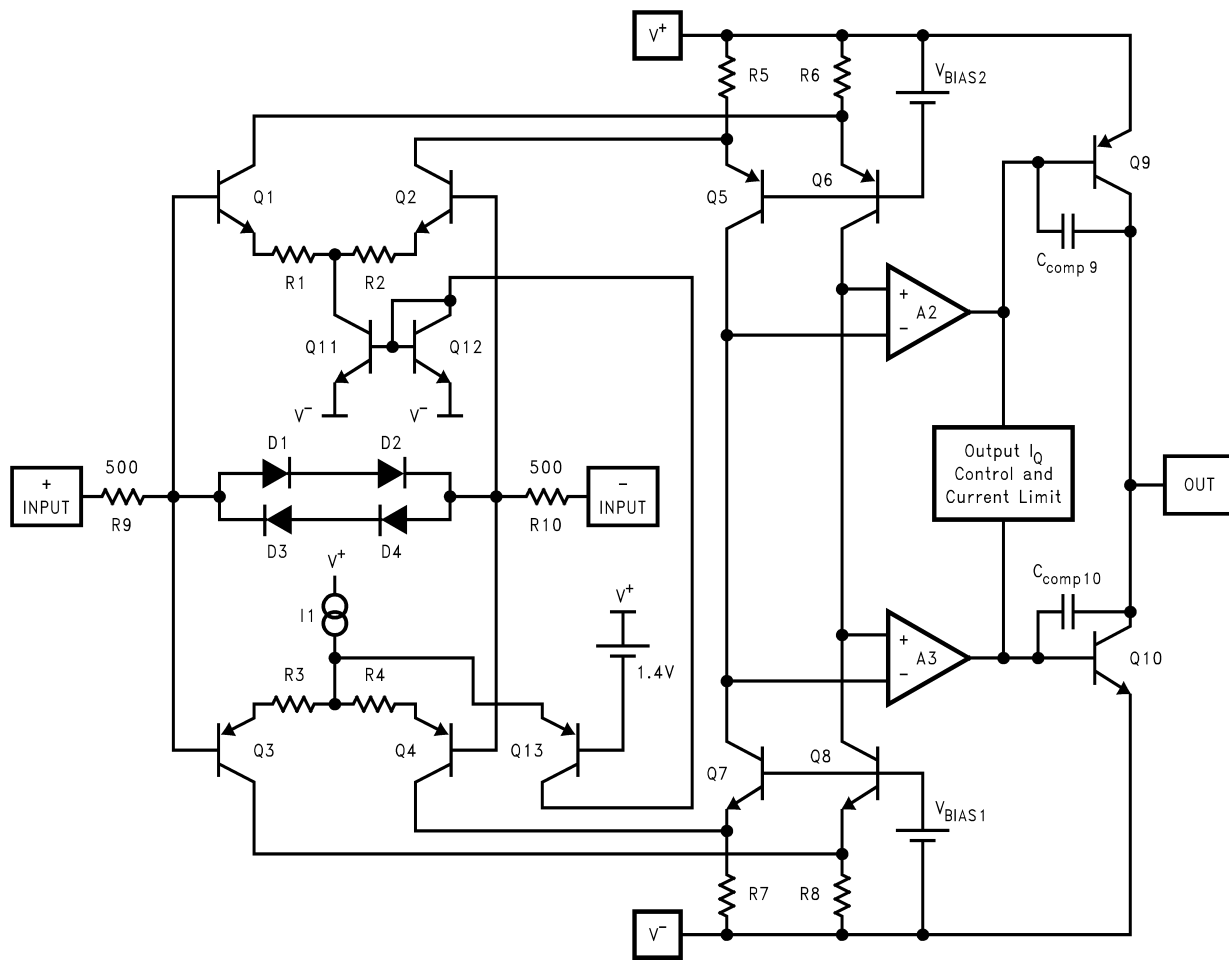 V+
R5
R6
VBIAS2
Q1
Q2
Q5
Q6
Q9
R1
R2
Ccomp 9
Q11
Q12
+
A2
−
V−
V−
D1
D2
+
INPUT
500
R9
500
R10
−
INPUT
Output IQ
Control and
Current Limit
OUT
D3
D4
V+
I1
V+
1.4V
Ccomp10
R3
R4
+
A3
−
Q10
Q3
Q4
Q13
Q7
Q8
VBIAS1
R7
R8
V−